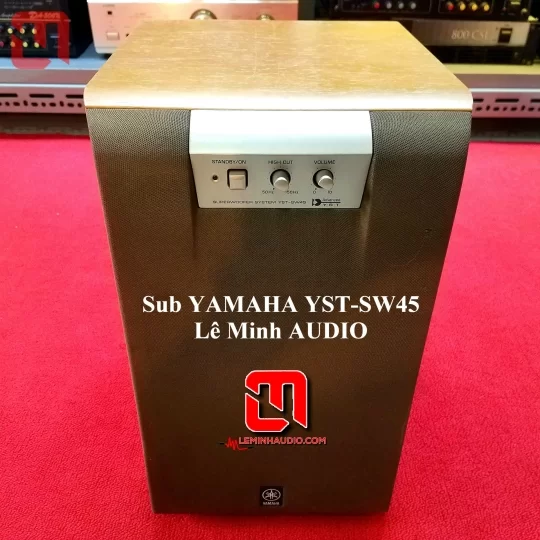 800 CSL
STANDBY/ON
HIGH CUT
VOLUME
50Hz
150Hz
0
10
SUBWOOFER SYSTEM YST-SW45
Sub YAMAHA YST-SW45
Lê Minh AUDIO
LEMINHAUDIO.COM
YAMAHA